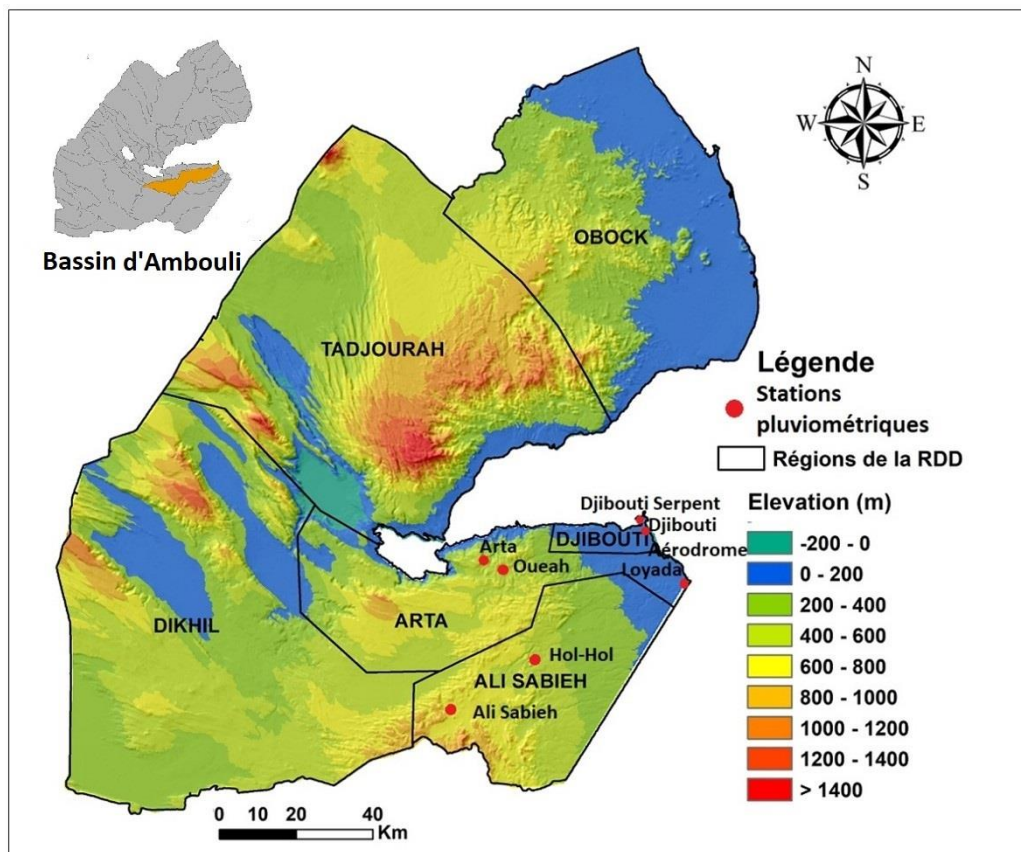 Bassin d'Ambouli
N
W
E
S
OBOCK
TADJOURAH
Légende
Stations
pluviométriques
Régions de la RDD
Elevation (m)
-200 - 0
0 - 200
200 - 400
400 - 600
600 - 800
800 - 1000
1000 - 1200
1200 - 1400
> 1400
Djibouti Serpent
Djibouti
Aérodrome
DJIBOUTI
Loyada
Arta
Oueah
ARTA
DIKHIL
Hol-Hol
ALI SABIEH
Ali Sabieh
0 10 20 40
Km